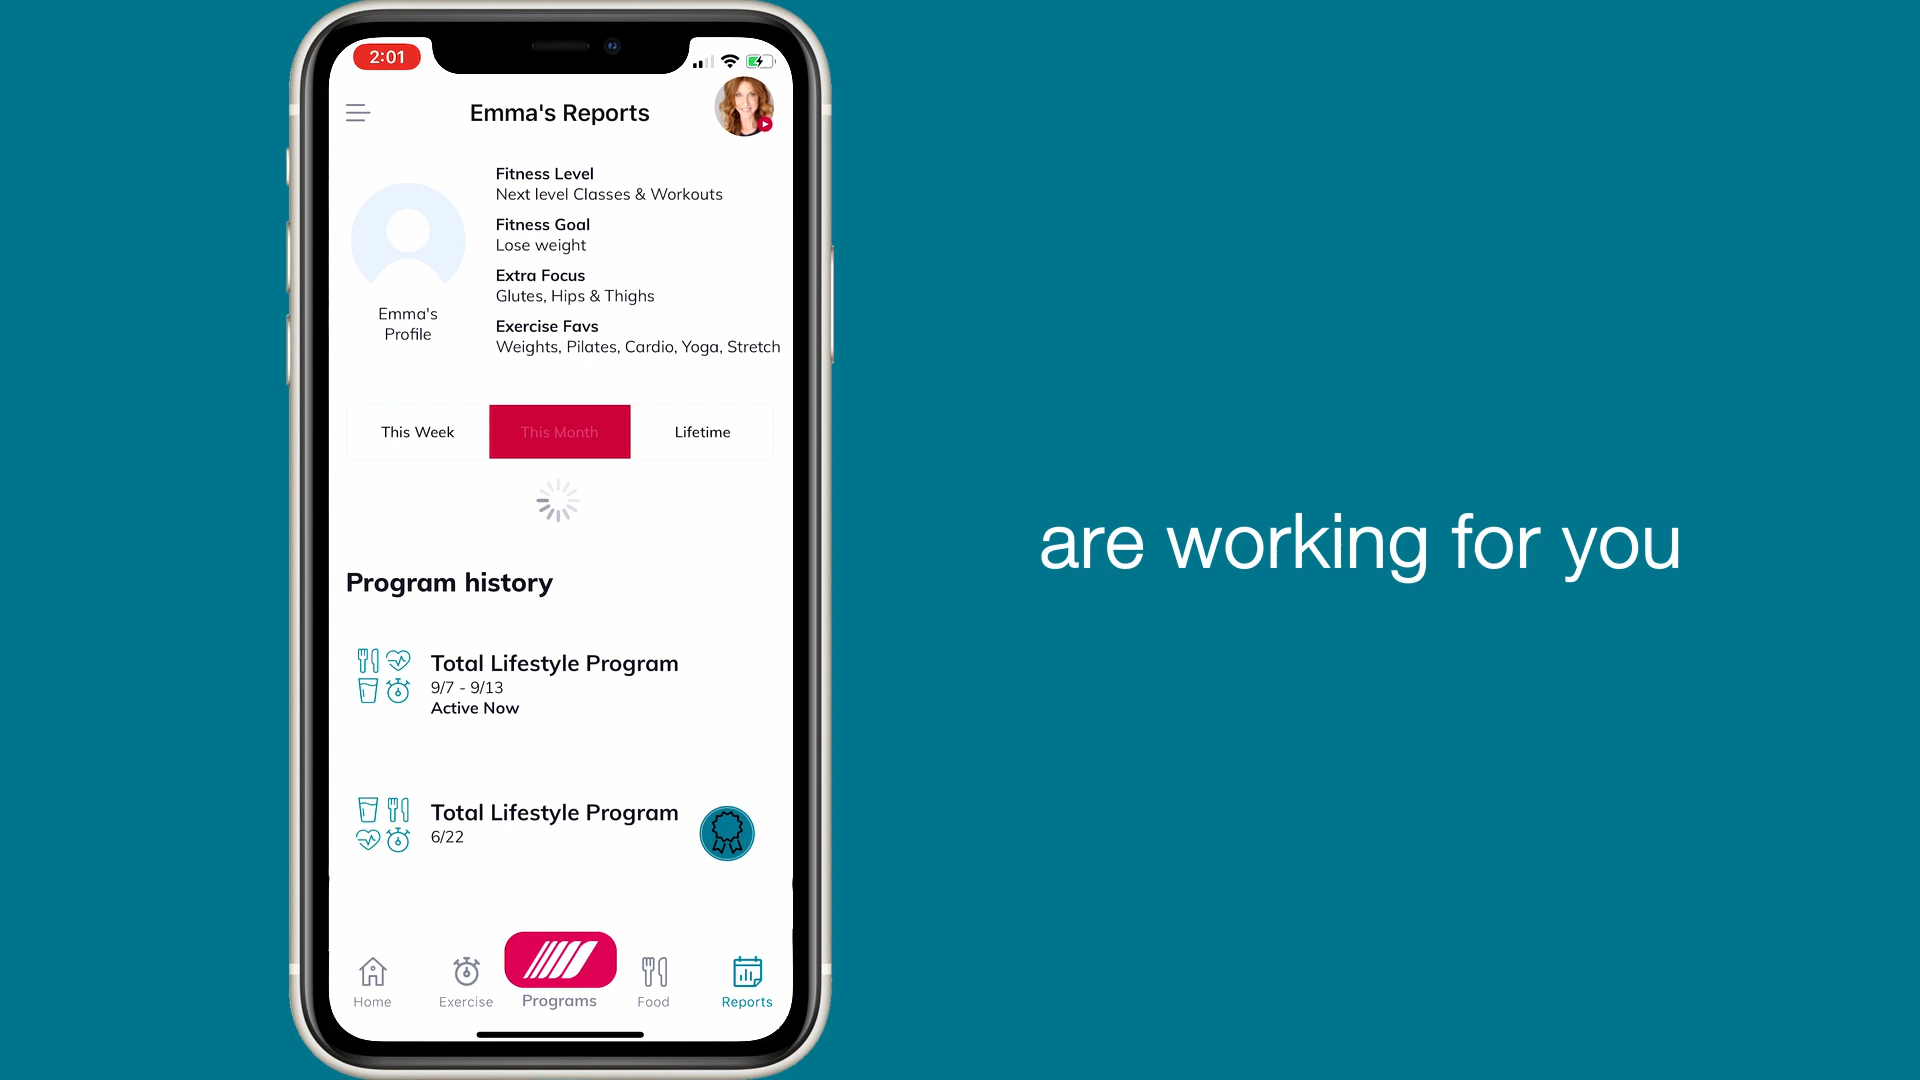 2:01
Emma's Reports
Fitness Level
Next level Classes & Workouts
Fitness Goal
Lose weight
Extra Focus
Glutes, Hips & Thighs
Exercise Favs
Weights, Pilates, Cardio, Yoga, Stretch
Emma's
Profile
This Week
This Month
Lifetime
Program history
Total Lifestyle Program
9/7 - 9/13
Active Now
Total Lifestyle Program
6/22
Home
Exercise
Programs
Food
Reports
are working for you